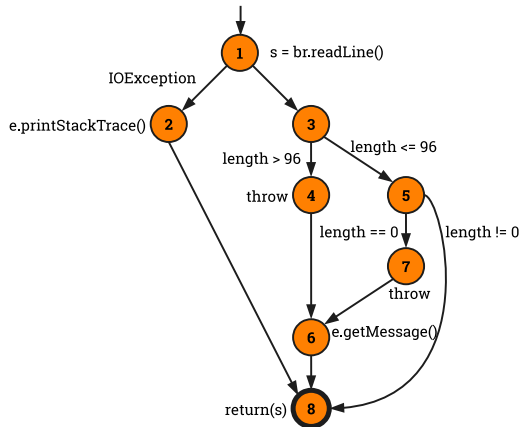 1 s = br.readLine()
IOException
e.printStackTrace() 2 3
length <= 96
length > 96
throw 4 5
length == 0 length != 0
7
throw
6 e.getMessage()
return(s) 8